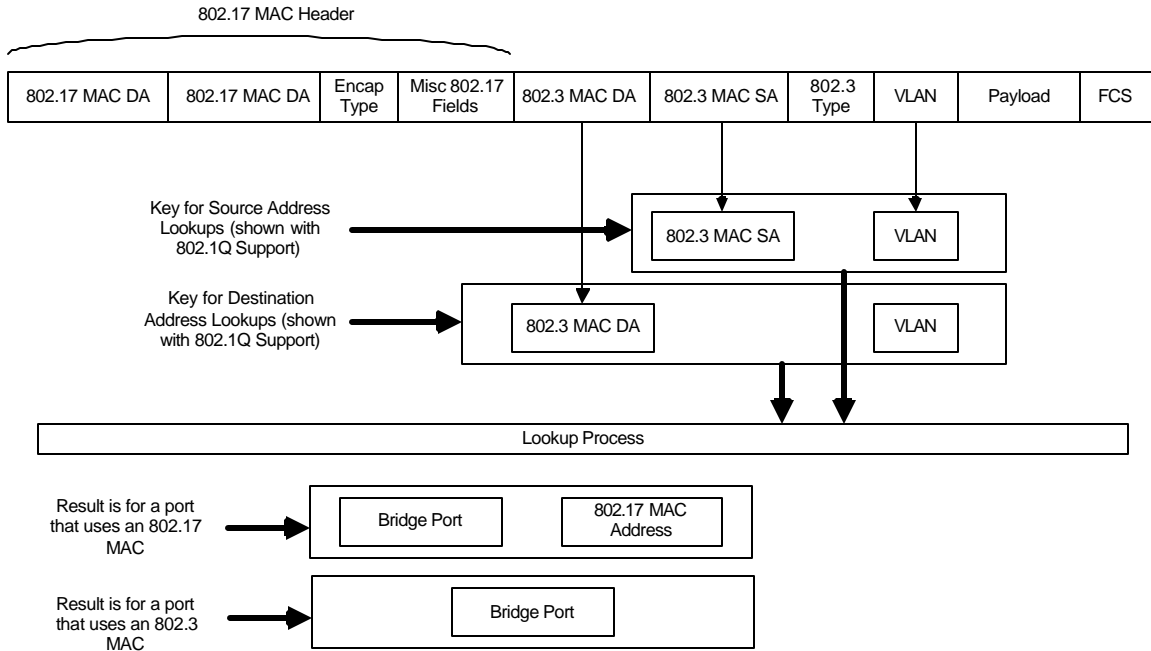 802.17 MAC Header
802.17 MAC DA
802.17 MAC DA
Encap
Type
Misc 802.17
Fields
802.3 MAC DA
802.3 MAC SA
802.3
Type
VLAN
Payload
FCS
Key for Source Address
Lookups (shown with
802.1Q Support)
802.3 MAC SA
VLAN
Key for Destination
Address Lookups (shown
with 802.1Q Support)
802.3 MAC DA
VLAN
Lookup Process
Result is for a port
that uses an 802.17
MAC
Bridge Port
802.17 MAC
Address
Result is for a port
that uses an 802.3
MAC
Bridge Port